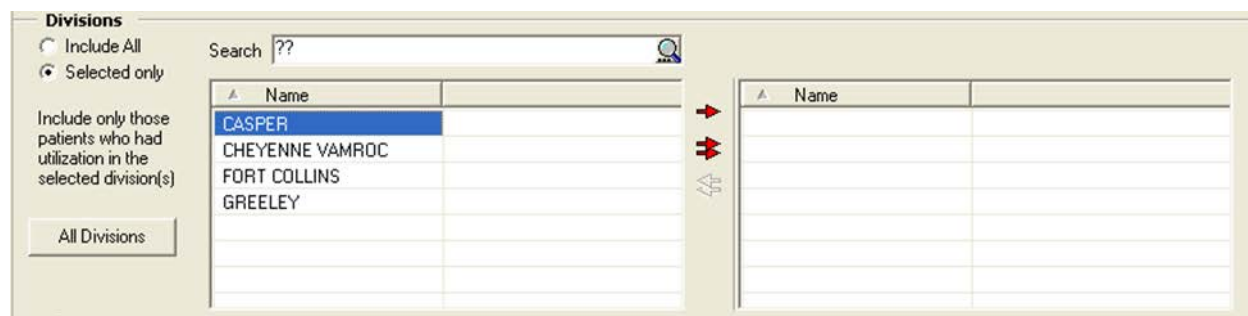 Divisions
Include All
Selected only
Search ??
Include only those
patients who had
utilization in the
selected division(s)
All Divisions
Name
CASPER
CHEYENNE VAMROC
FORT COLLINS
GREELEY
Name